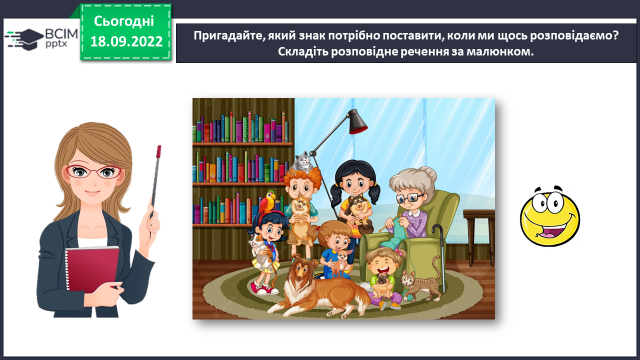 Сьогодні
18.09.2022
BCIM
pptx
Пригадайте, який знак потрібно поставити, коли ми щось розповідаємо?
Складіть розповідне речення за малюнком.